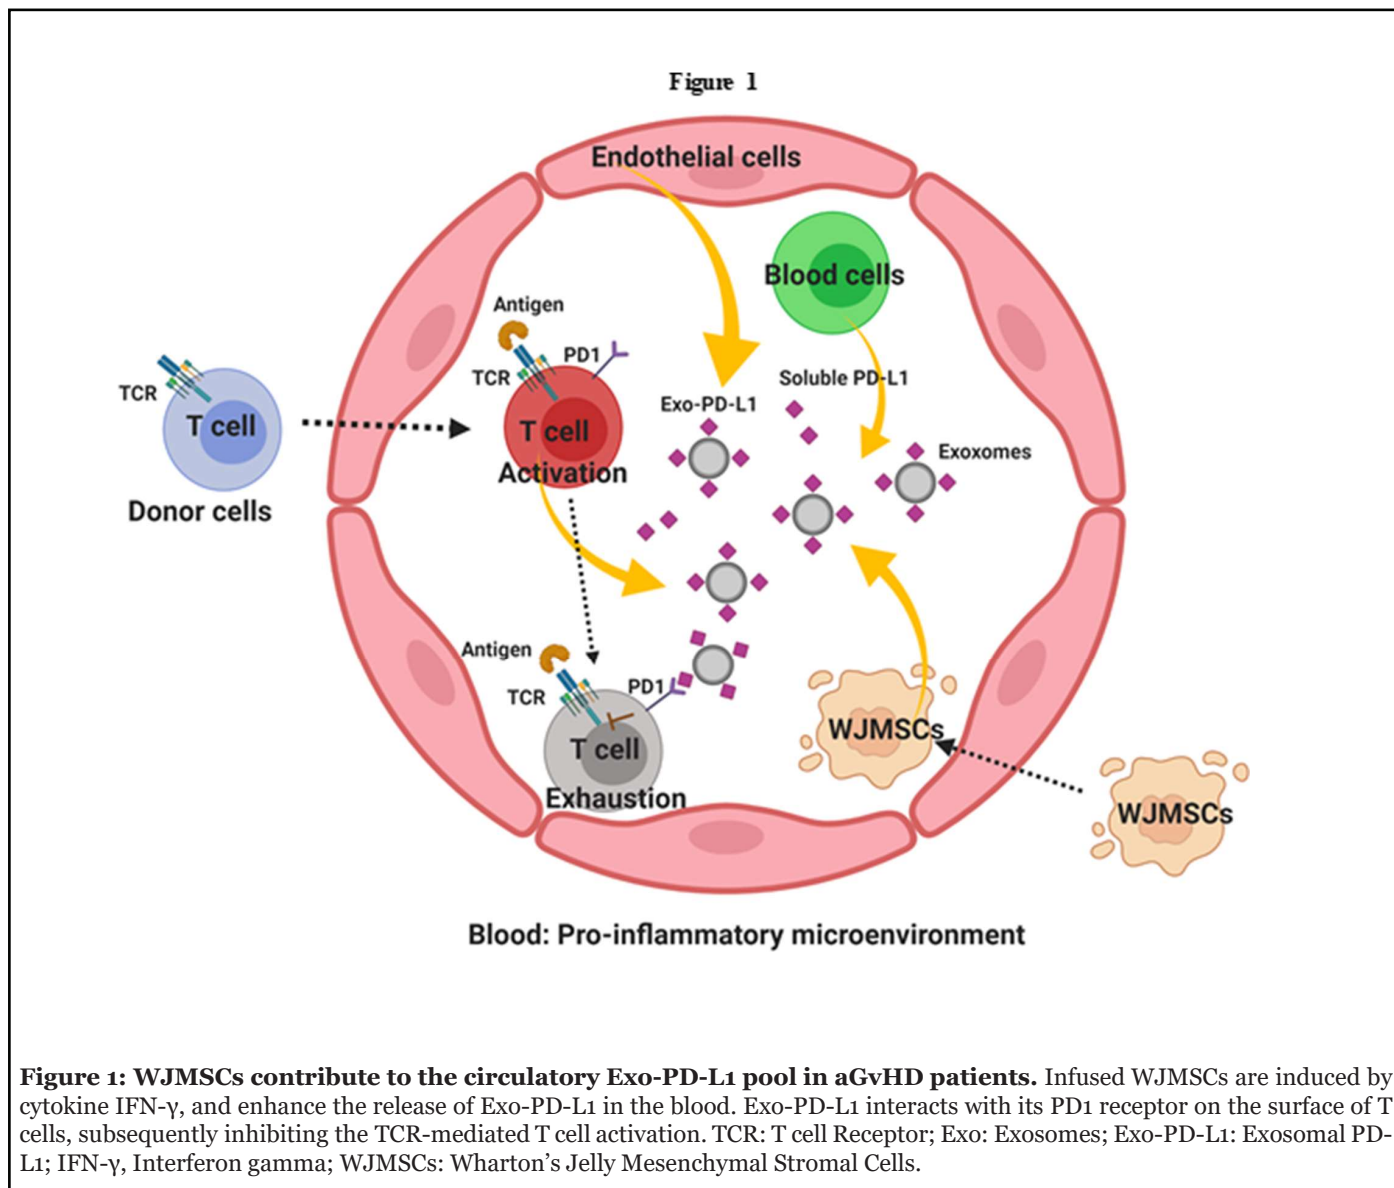 Figure 1
Endothelial cells
Blood cells
Antigen
PD1
TCR
T cell
Activation
TCR
T cell
Donor cells
Soluble PD-L1
Exo-PD-L1
Exoxomes
Antigen
TCR
PD1
T cell
Exhaustion
WJMSCs
WJMSCs
Blood: Pro-inflammatory microenvironment
Figure 1: WJMSCs contribute to the circulatory Exo-PD-L1 pool in aGvHD patients. Infused WJMSCs are induced by
cytokine IFN-γ, and enhance the release of Exo-PD-L1 in the blood. Exo-PD-L1 interacts with its PD1 receptor on the surface of T
cells, subsequently inhibiting the TCR-mediated T cell activation. TCR: T cell Receptor; Exo: Exosomes; Exo-PD-L1: Exosomal PD-
L1; IFN-γ, Interferon gamma; WJMSCs: Wharton’s Jelly Mesenchymal Stromal Cells.